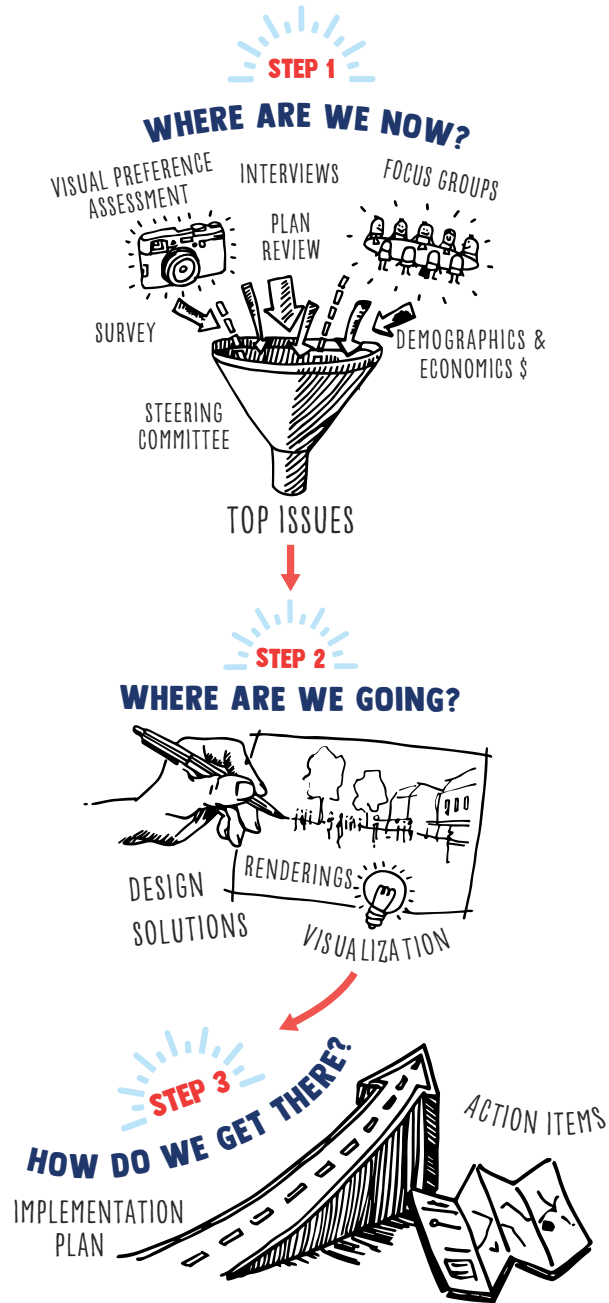 STEP 1
WHERE ARE WE NOW?
VISUAL PREFERENCE
ASSESSMENT
INTERVIEWS
FOCUS GROUPS
PLAN
REVIEW
SURVEY
DEMOGRAPHICS &
ECONOMICS $
STEERING
COMMITTEE
TOP ISSUES
STEP 2
WHERE ARE WE GOING?
RENDERINGS
DESIGN
SOLUTIONS
VISUALIZATION
STEP 3
HOW DO WE GET THERE?
ACTION ITEMS
IMPLEMENTATION
PLAN